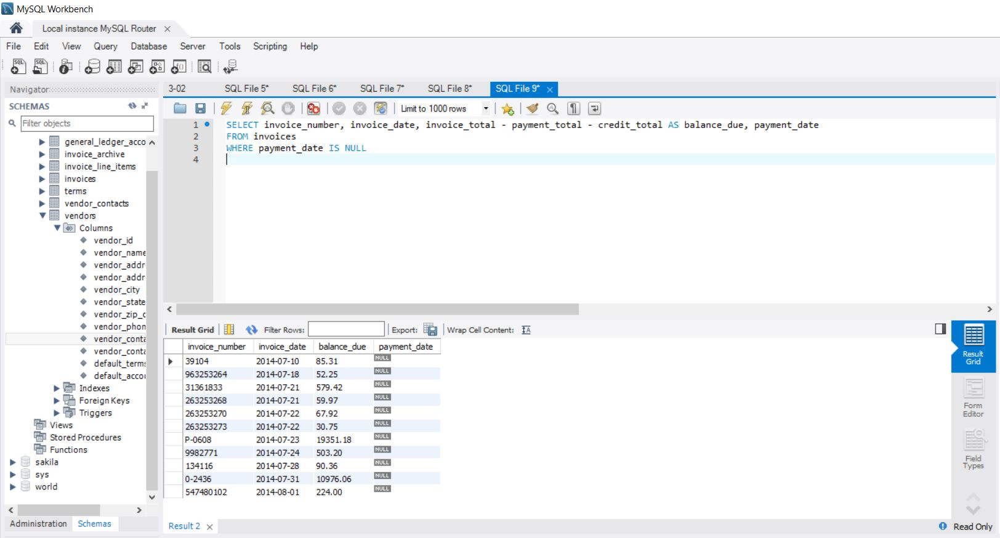 MySQL Workbench
Local instance MySQL Router
File Edit View Query Database Server Tools Scripting Help
Navigator
SCHEMAS
Filter objects
general_ledger_acco
invoice_archive
invoice_line_items
invoices
terms
vendor_contacts
vendors
Columns
vendor_id
vendor_name
vendor_addr
vendor_addr
vendor_city
vendor_state
vendor_zip_c
vendor_phon
vendor_conta
vendor_conta
default_terms
default_accou
Indexes
Foreign Keys
Triggers
Views
Stored Procedures
Functions
sakila
sys
world
Administration Schemas
3-02 SQL File 5* SQL File 6* SQL File 7* SQL File 8* SQL File 9*
Limit to 1000 rows
1 SELECT invoice_number, invoice_date, invoice_total - payment_total - credit_total AS balance_due, payment_date
2 FROM invoices
3 WHERE payment_date IS NULL
4
Result Grid Filter Rows: Export: Wrap Cell Content:
invoice_number invoice_date balance_due payment_date
39104 2014-07-10 85.31 NULL
963253264 2014-07-18 52.25 NULL
31361833 2014-07-21 579.42 NULL
263253268 2014-07-21 59.97 NULL
263253270 2014-07-22 67.92 NULL
263253273 2014-07-22 30.75 NULL
P-0608 2014-07-23 19351.18 NULL
9982771 2014-07-24 503.20 NULL
134116 2014-07-28 90.36 NULL
0-2436 2014-07-31 10976.06 NULL
547480102 2014-08-01 224.00 NULL
Result Grid
Form Editor
Field Types
Result 2
Read Only